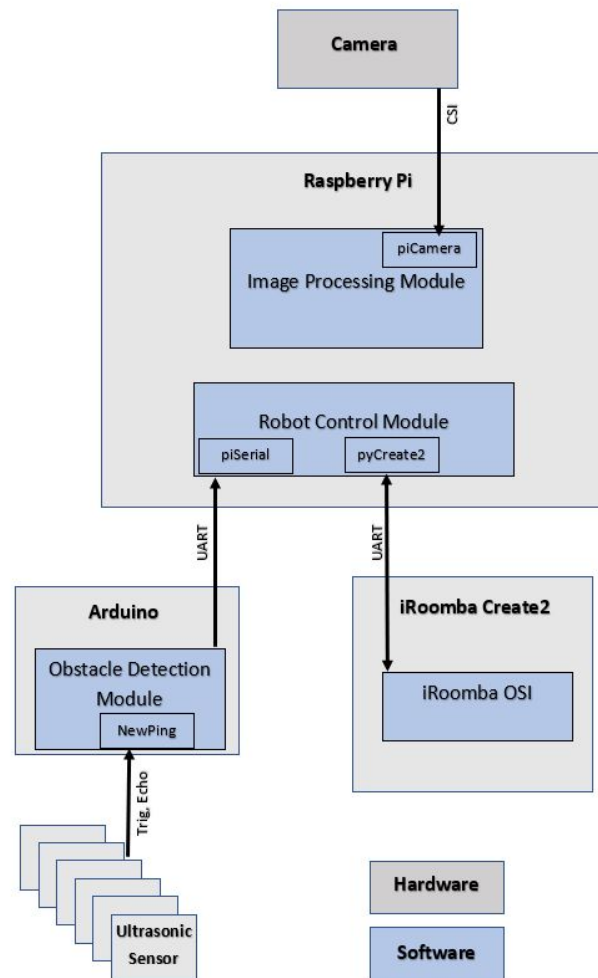 Camera
CSI
Raspberry Pi
piCamera
Image Processing Module
Robot Control Module
piSerial
pyCreate2
UART
UART
Arduino
Obstacle Detection
Module
NewPing
iRoomba Create2
iRoomba OSI
Trig, Echo
Ultrasonic
Sensor
Hardware
Software